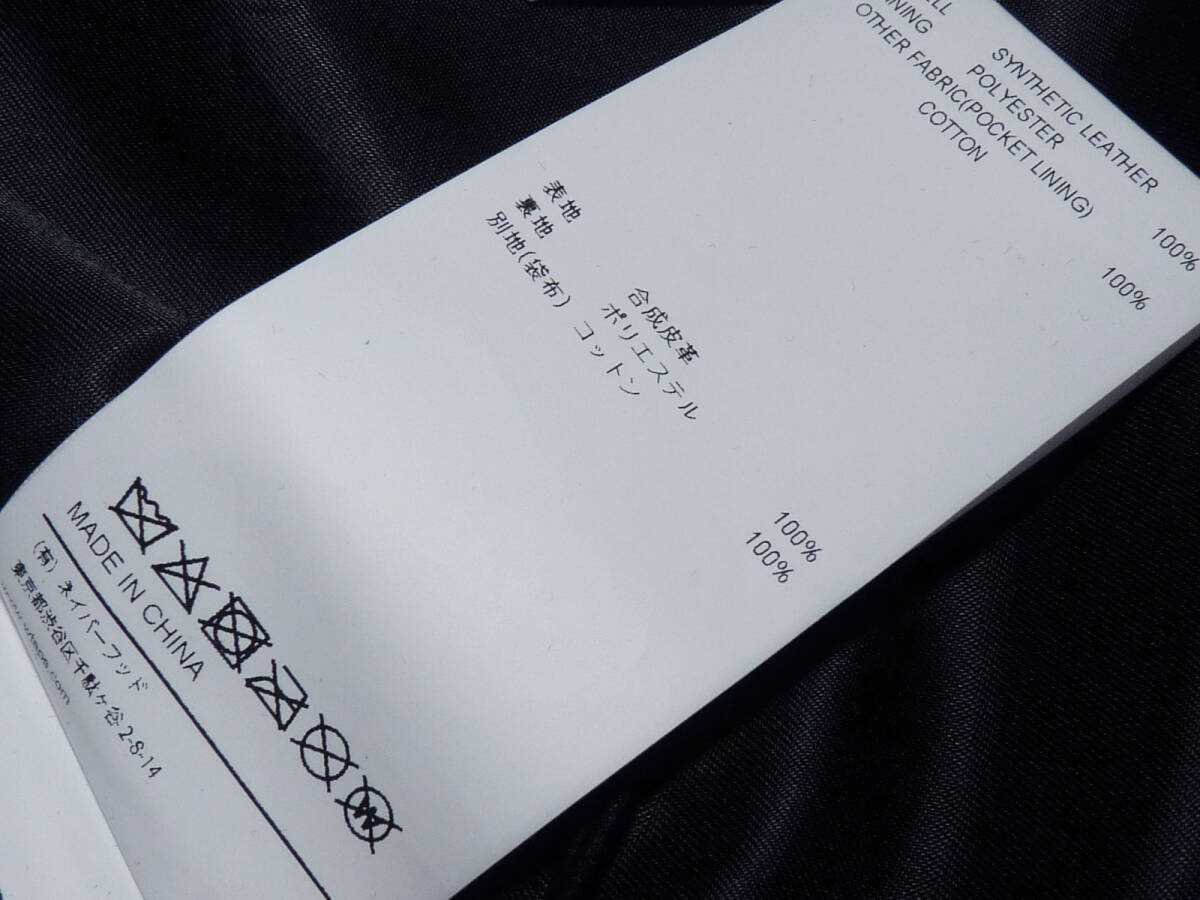 SYNTHETIC LEATHER
POLYESTER 100%
OTHER FABRIC(POCKET LINING)
COTTON 100%
表地 合成皮革
裏地 ポリエステル 100%
別地(袋布) コットン 100%
MADE IN CHINA
(有) ネイバーフッド
東京都渋谷区千駄ヶ谷2-8-14